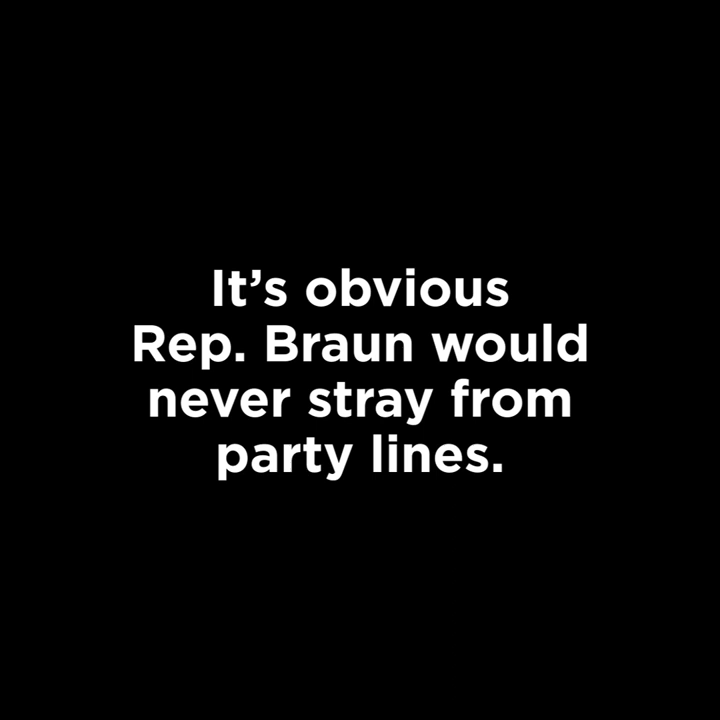 It’s obvious
Rep. Braun would
never stray from
party lines.